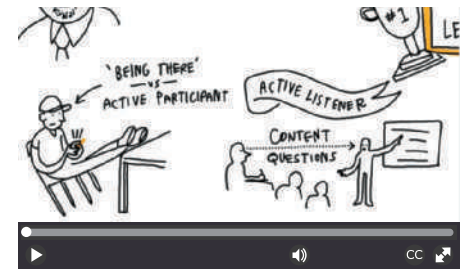 #1
LE
'BEING THERE'
VS
ACTIVE PARTICIPANT
ACTIVE LISTENER
CONTENT
QUESTIONS
CC